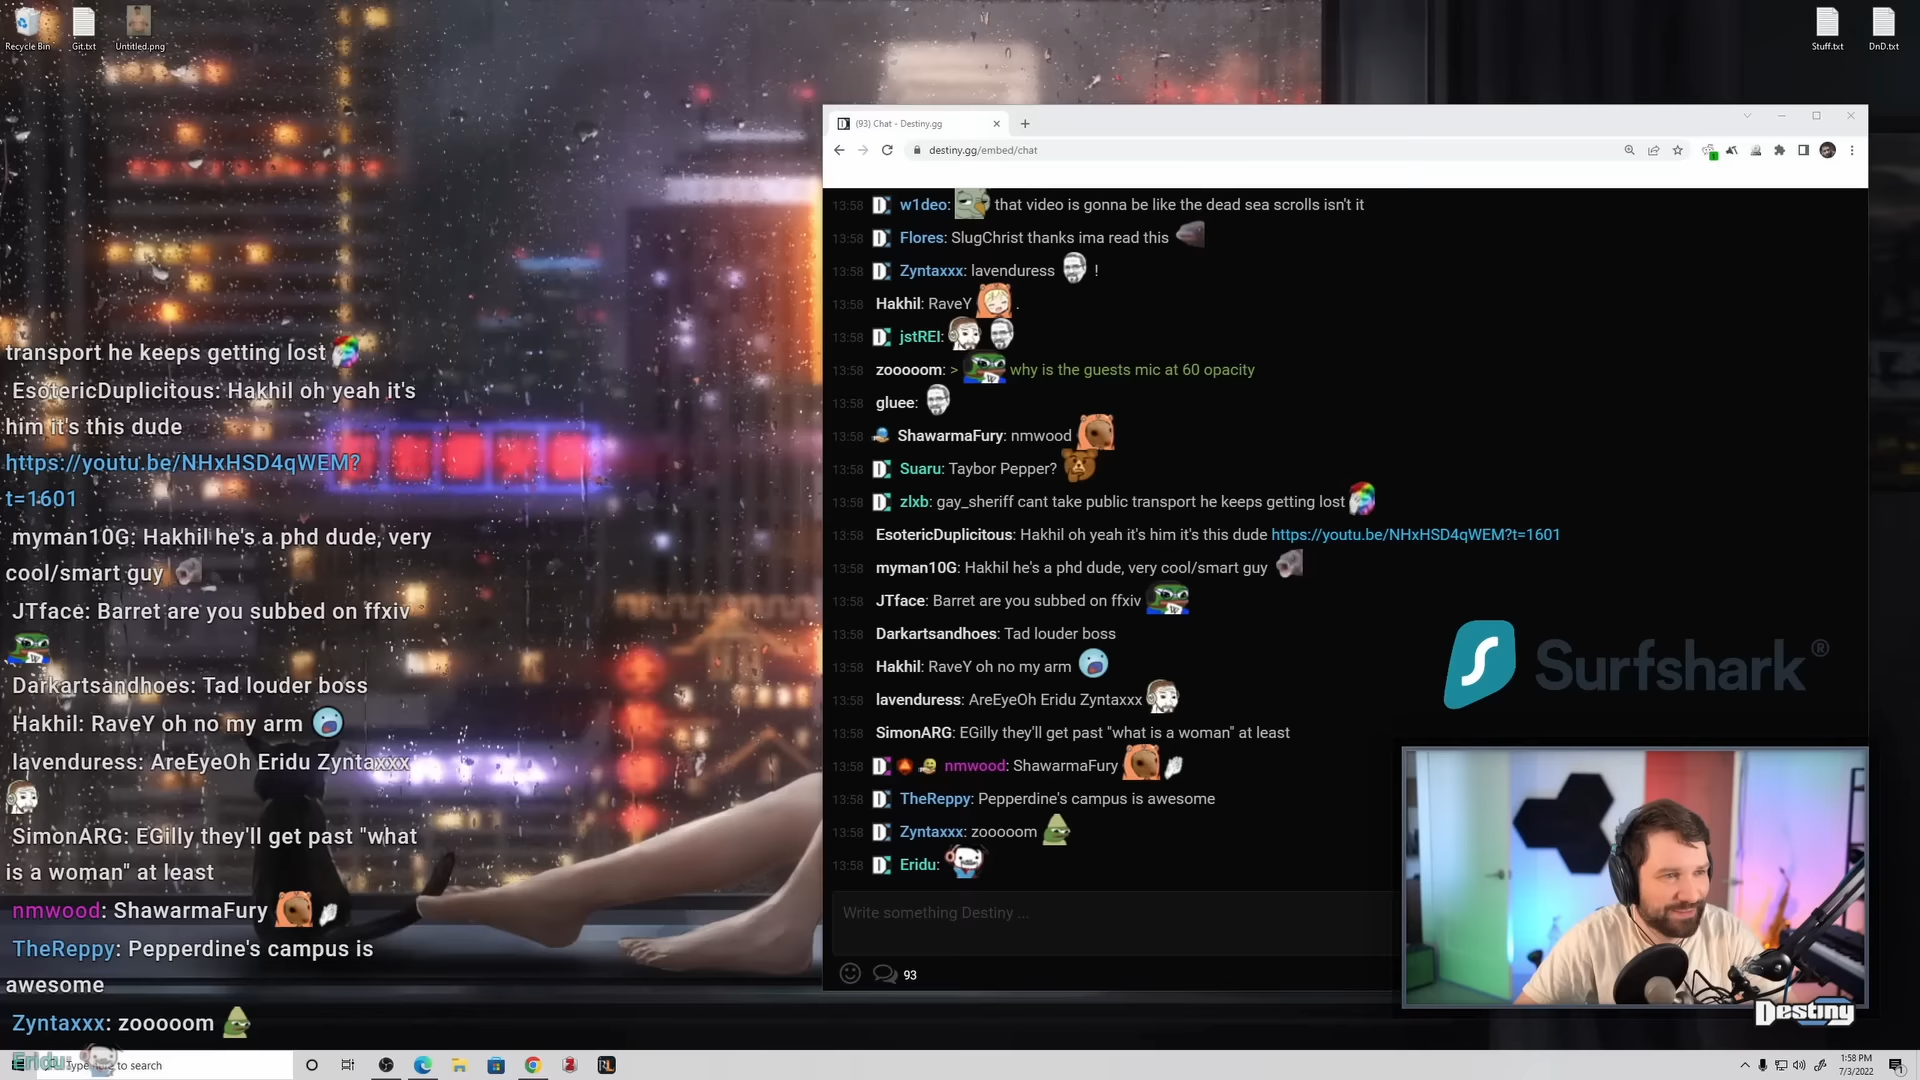 Recycle Bin
Git.txt
Untitled.png
Stuff.txt
DnD.txt
transport he keeps getting lost
EsotericDuplicitous: Hakhil oh yeah it's
him it's this dude
https://youtu.be/NHxHSD4qWEM?
t=1601
myman10G: Hakhil he's a phd dude, very
cool/smart guy
JTface: Barret are you subbed on ffxiv
Darkartsandhoes: Tad louder boss
Hakhil: RaveY oh no my arm
lavenduress: AreEyeOh Eridu Zyntaxxx
SimonARG: EGilly they'll get past "what
is a woman" at least
nmwood: ShawarmaFury
TheReppy: Pepperdine's campus is
awesome
Zyntaxxx: zooooom
Eridu:
(93) Chat - Destiny.gg
destiny.gg/embed/chat
13:58 w1deo: that video is gonna be like the dead sea scrolls isn't it
13:58 Flores: SlugChrist thanks ima read this
13:58 Zyntaxxx: lavenduress !
13:58 Hakhil: RaveY .
13:58 jstREI:
13:58 zooooom: > why is the guests mic at 60 opacity
13:58 gluee:
13:58 ShawarmaFury: nmwood
13:58 Suaru: Taybor Pepper?
13:58 zlxb: gay_sheriff cant take public transport he keeps getting lost
13:58 EsotericDuplicitous: Hakhil oh yeah it's him it's this dude https://youtu.be/NHxHSD4qWEM?t=1601
13:58 myman10G: Hakhil he's a phd dude, very cool/smart guy
13:58 JTface: Barret are you subbed on ffxiv
13:58 Darkartsandhoes: Tad louder boss
13:58 Hakhil: RaveY oh no my arm
13:58 lavenduress: AreEyeOh Eridu Zyntaxxx
13:58 SimonARG: EGilly they'll get past "what is a woman" at least
13:58 nmwood: ShawarmaFury
13:58 TheReppy: Pepperdine's campus is awesome
13:58 Zyntaxxx: zooooom
13:58 Eridu:
Write something Destiny ...
93
Surfshark®
Destiny
Type here to search
1:58 PM
7/3/2022